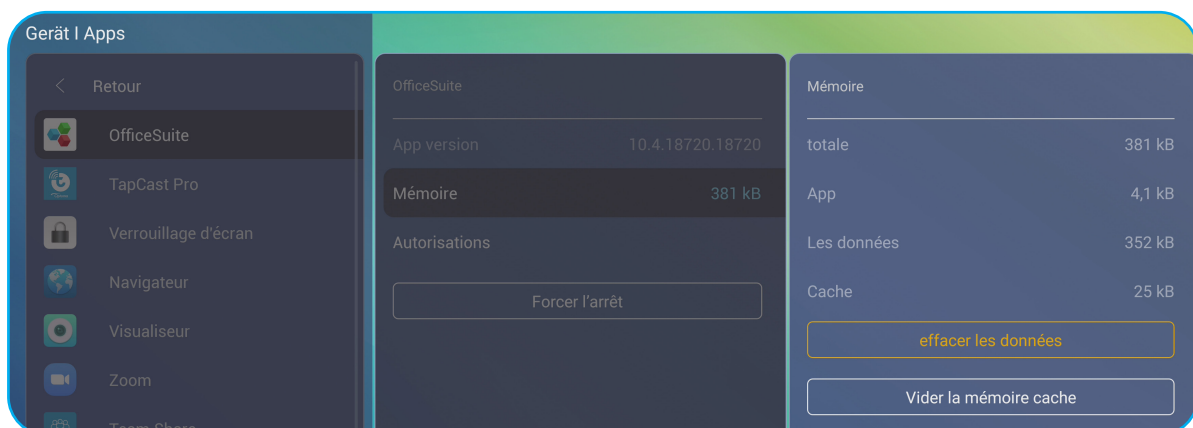 Gerät I Apps
Retour
OfficeSuite
TapCast Pro
Verrouillage d'écran
Navigateur
Visualiseur
Zoom
Team Share
OfficeSuite
App version 10.4.18720.18720
Mémoire 381 kB
Autorisations
Forcer l'arrêt
Mémoire
totale 381 kB
App 4,1 kB
Les données 352 kB
Cache 25 kB
effacer les données
Vider la mémoire cache